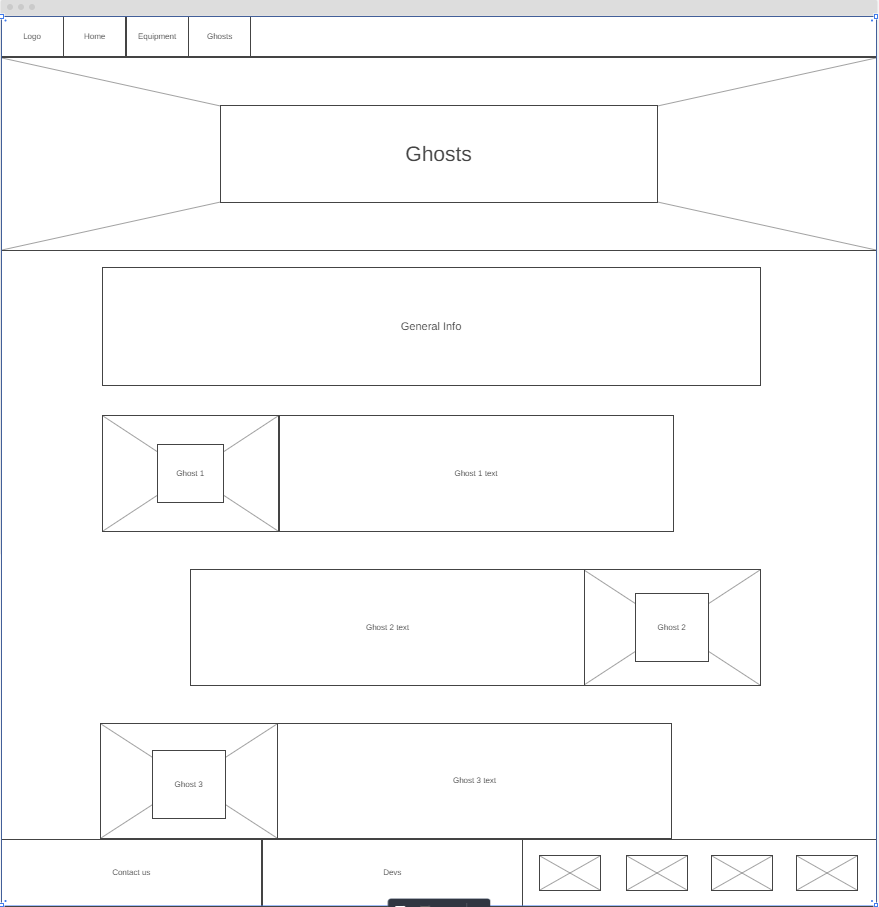 Logo
Home
Equipment
Ghosts
Ghosts
General Info
Ghost 1
Ghost 1 text
Ghost 2 text
Ghost 2
Ghost 3
Ghost 3 text
Contact us
Devs